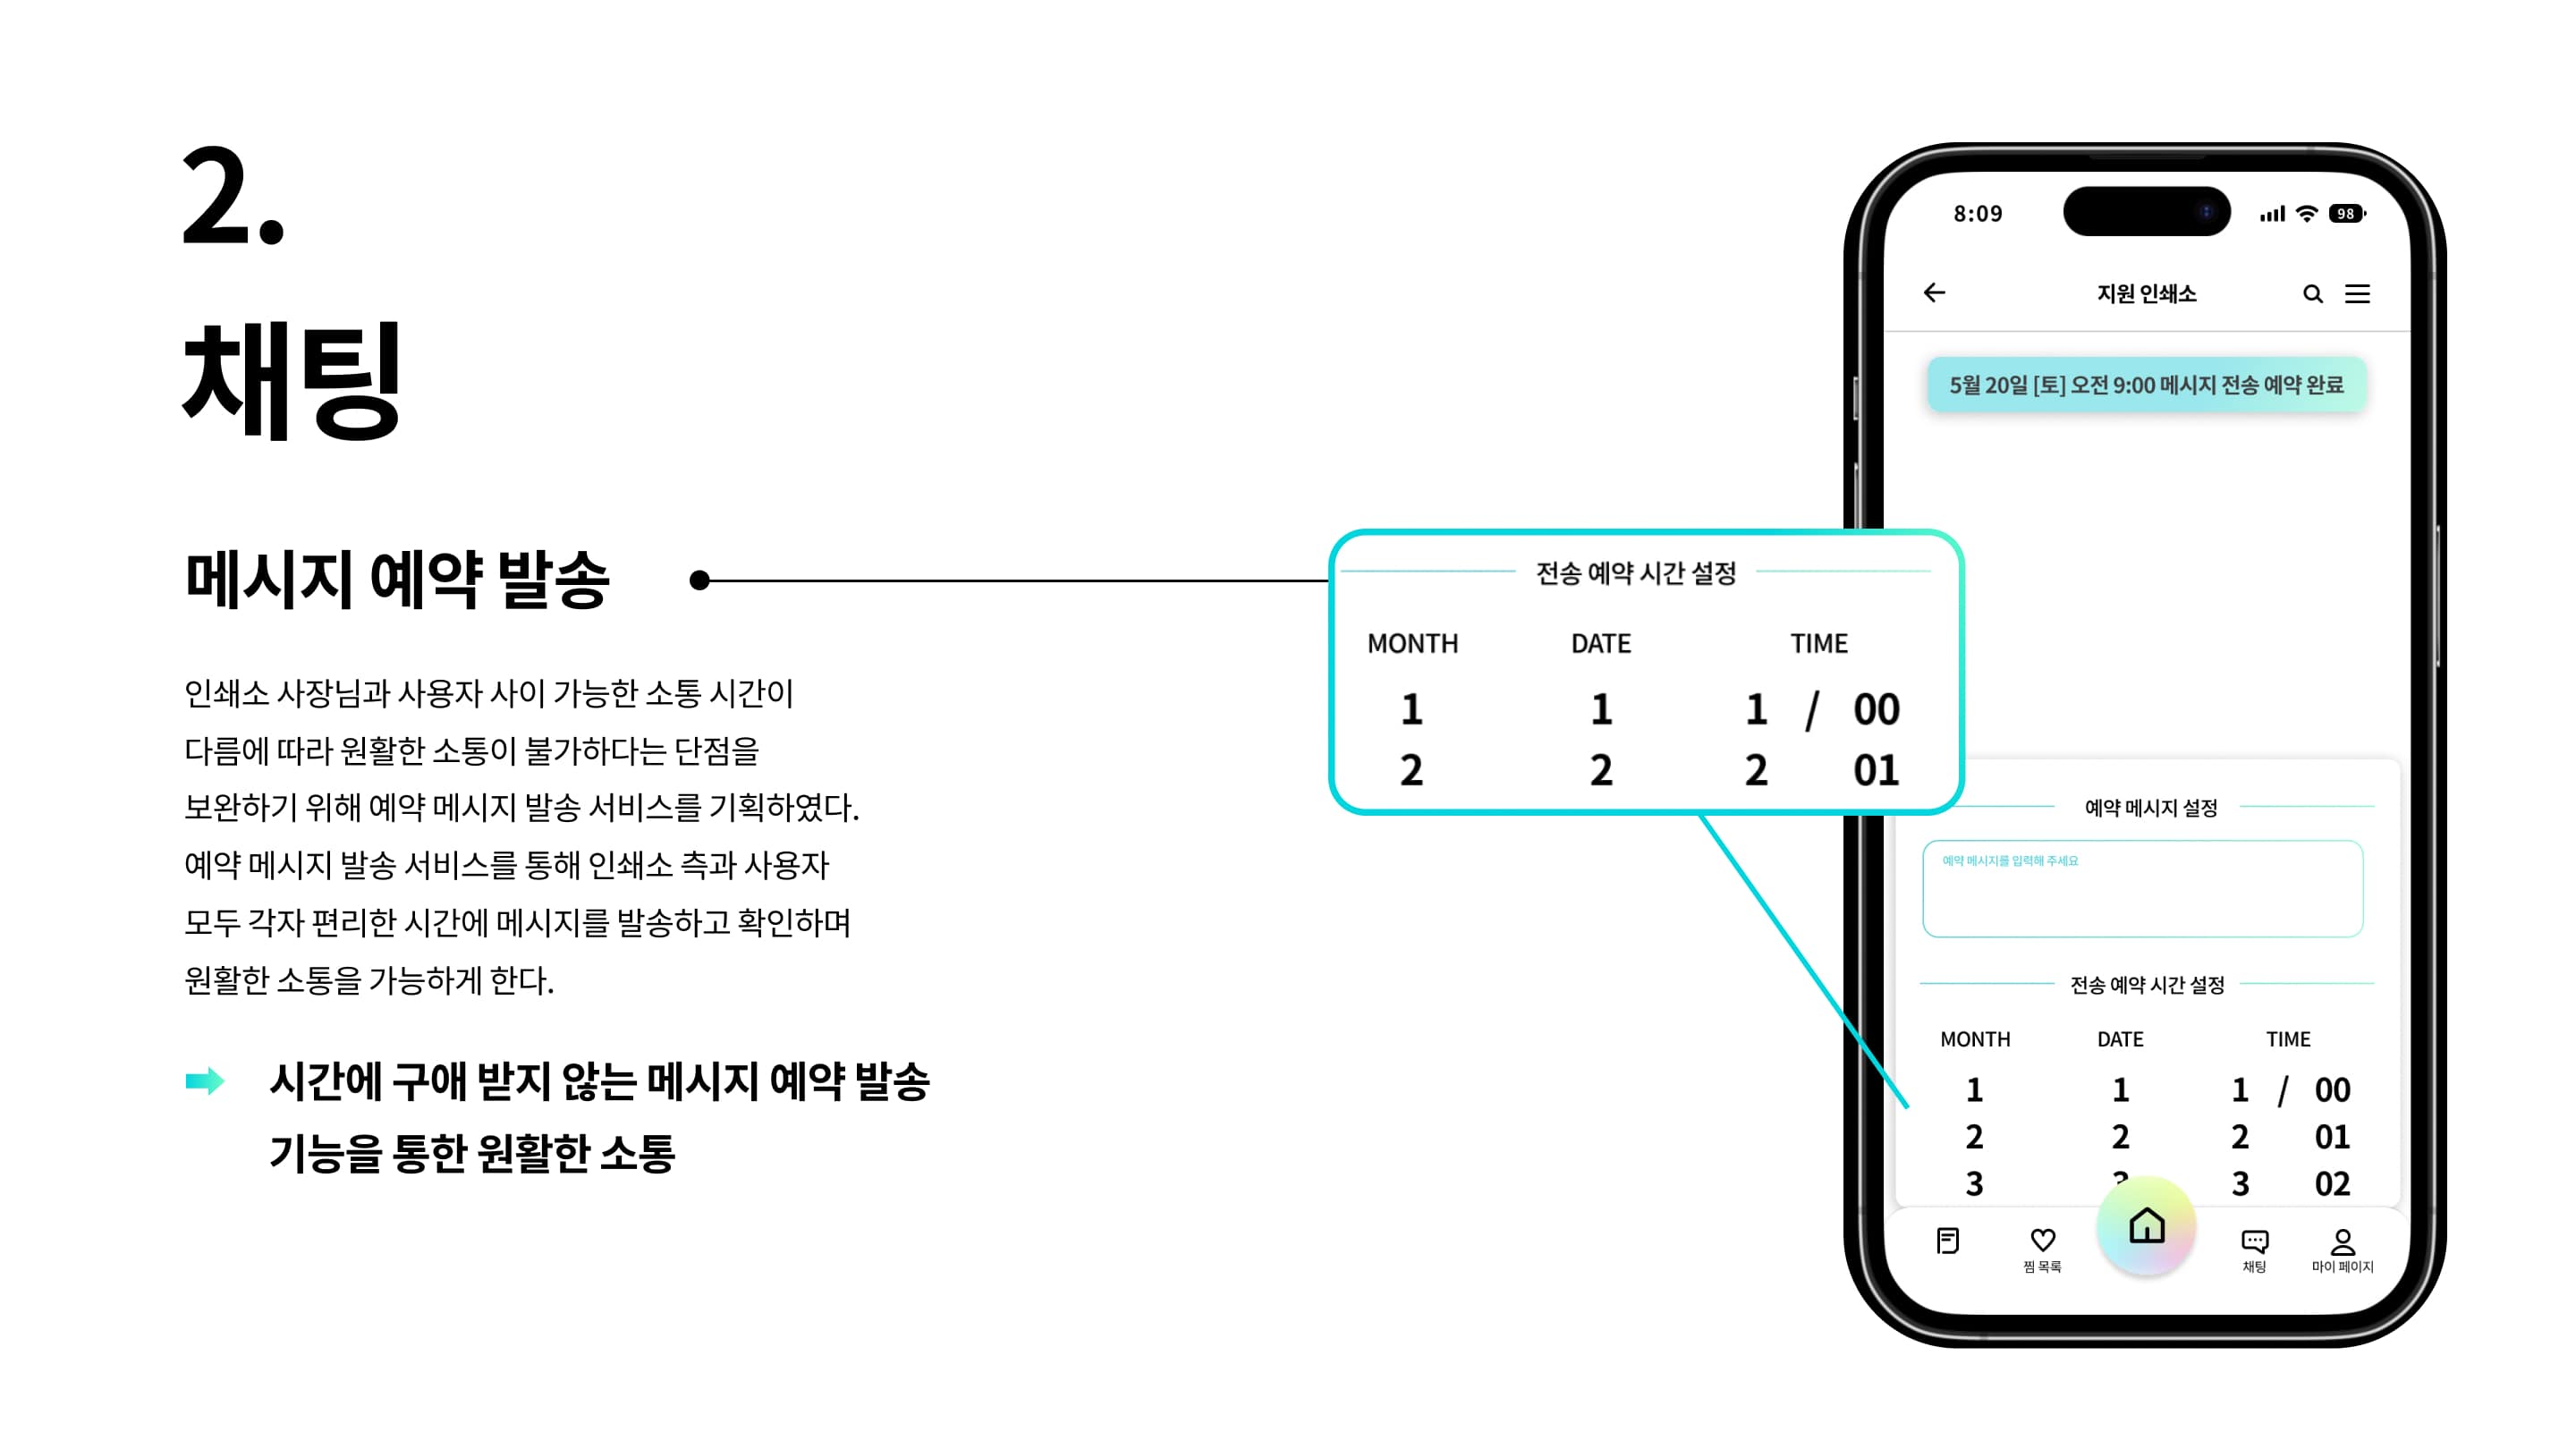 2.
채팅
메시지 예약 발송
인쇄소 사장님과 사용자 사이 가능한 소통 시간이
다름에 따라 원활한 소통이 불가하다는 단점을
보완하기 위해 예약 메시지 발송 서비스를 기획하였다.
예약 메시지 발송 서비스를 통해 인쇄소 측과 사용자
모두 각자 편리한 시간에 메시지를 발송하고 확인하며
원활한 소통을 가능하게 한다.
시간에 구애 받지 않는 메시지 예약 발송
기능을 통한 원활한 소통
전송 예약 시간 설정
MONTH DATE TIME
1 1 1 / 00
2 2 2 01
8:09 98
지원 인쇄소
5월 20일 [토] 오전 9:00 메시지 전송 예약 완료
예약 메시지 설정
예약 메시지를 입력해 주세요
전송 예약 시간 설정
MONTH DATE TIME
1 1 1 / 00
2 2 2 01
3 3 3 02
찜 목록 채팅 마이 페이지